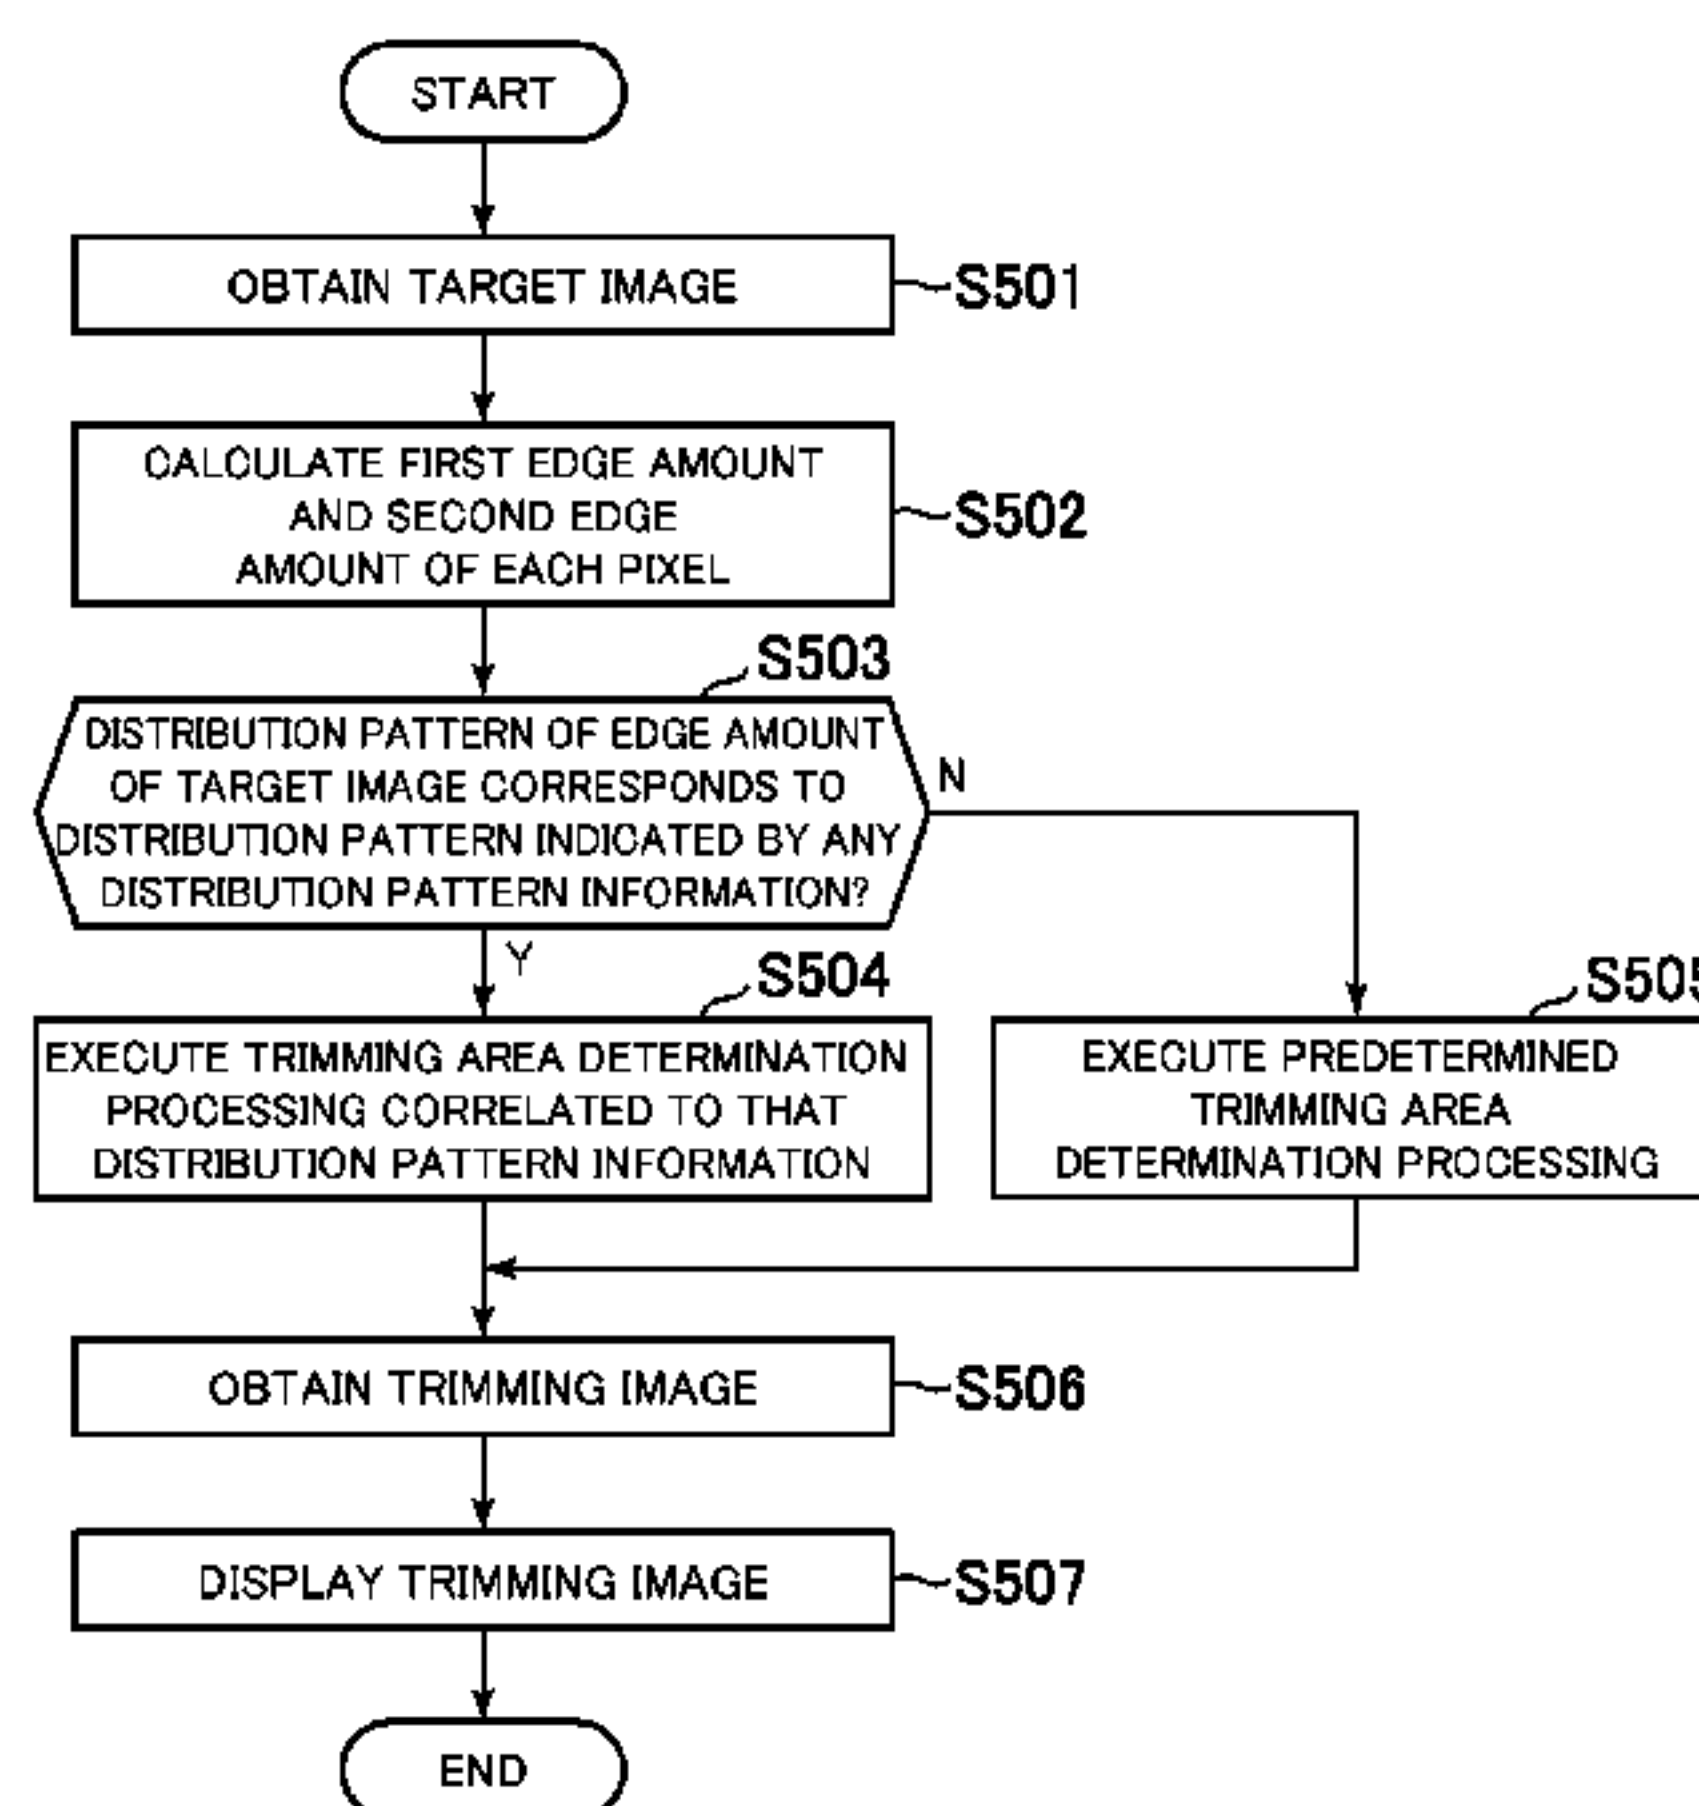 START
OBTAIN TARGET IMAGE
S501
CALCULATE FIRST EDGE AMOUNT
AND SECOND EDGE
AMOUNT OF EACH PIXEL
S502
S503
DISTRIBUTION PATTERN OF EDGE AMOUNT
OF TARGET IMAGE CORRESPONDS TO
DISTRIBUTION PATTERN INDICATED BY ANY
DISTRIBUTION PATTERN INFORMATION?
N
Y
S504
EXECUTE TRIMMING AREA DETERMINATION
PROCESSING CORRELATED TO THAT
DISTRIBUTION PATTERN INFORMATION
S505
EXECUTE PREDETERMINED
TRIMMING AREA
DETERMINATION PROCESSING
OBTAIN TRIMMING IMAGE
S506
DISPLAY TRIMMING IMAGE
S507
END